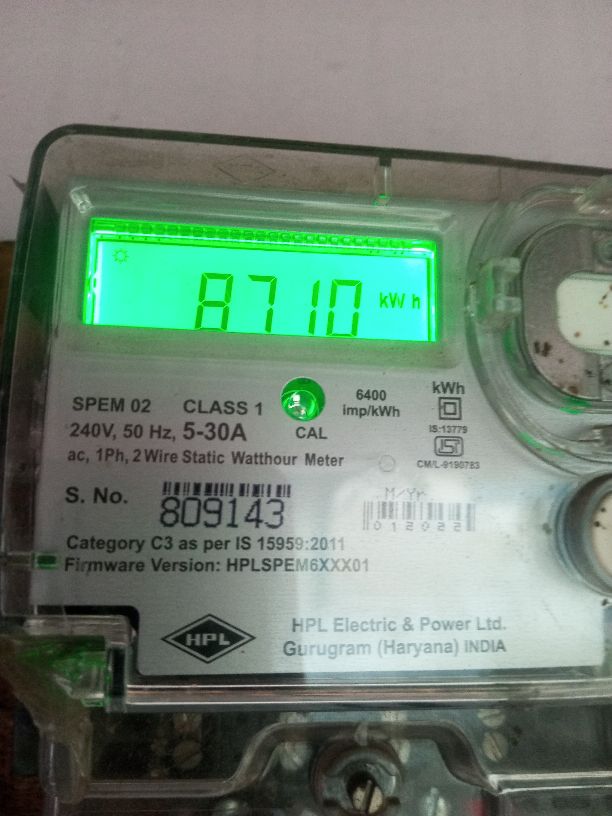 8710 kWh
SPEM 02 CLASS 1
6400 imp/kWh
kWh
240V, 50 Hz, 5-30A
CAL
IS:13779
ac, 1Ph, 2 Wire Static Watthour Meter
ISI
CM/L-9190783
S. No. 809143
M/Yr
012022
Category C3 as per IS 15959:2011
Firmware Version: HPLSPEM6XXX01
HPL
HPL Electric & Power Ltd.
Gurugram (Haryana) INDIA